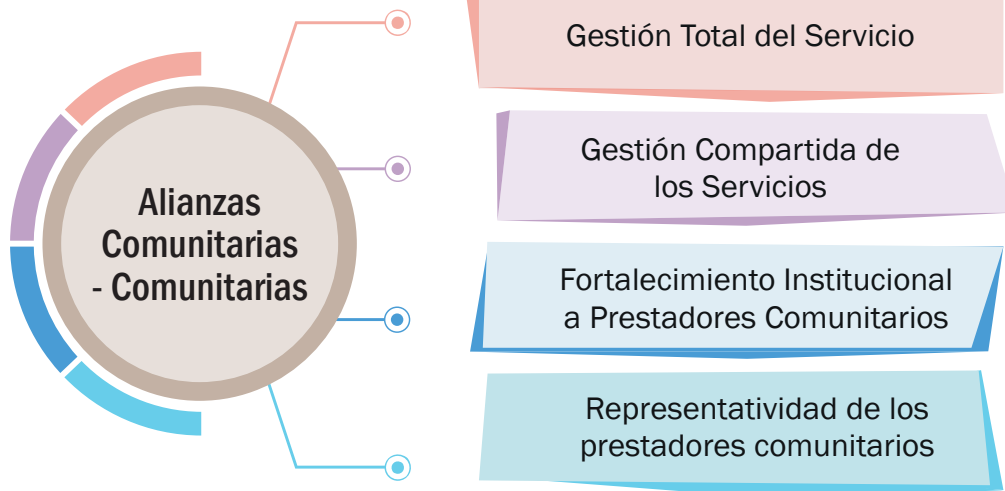 Alianzas
Comunitarias
- Comunitarias
Gestión Total del Servicio
Gestión Compartida de
los Servicios
Fortalecimiento Institucional
a Prestadores Comunitarios
Representatividad de los
prestadores comunitarios